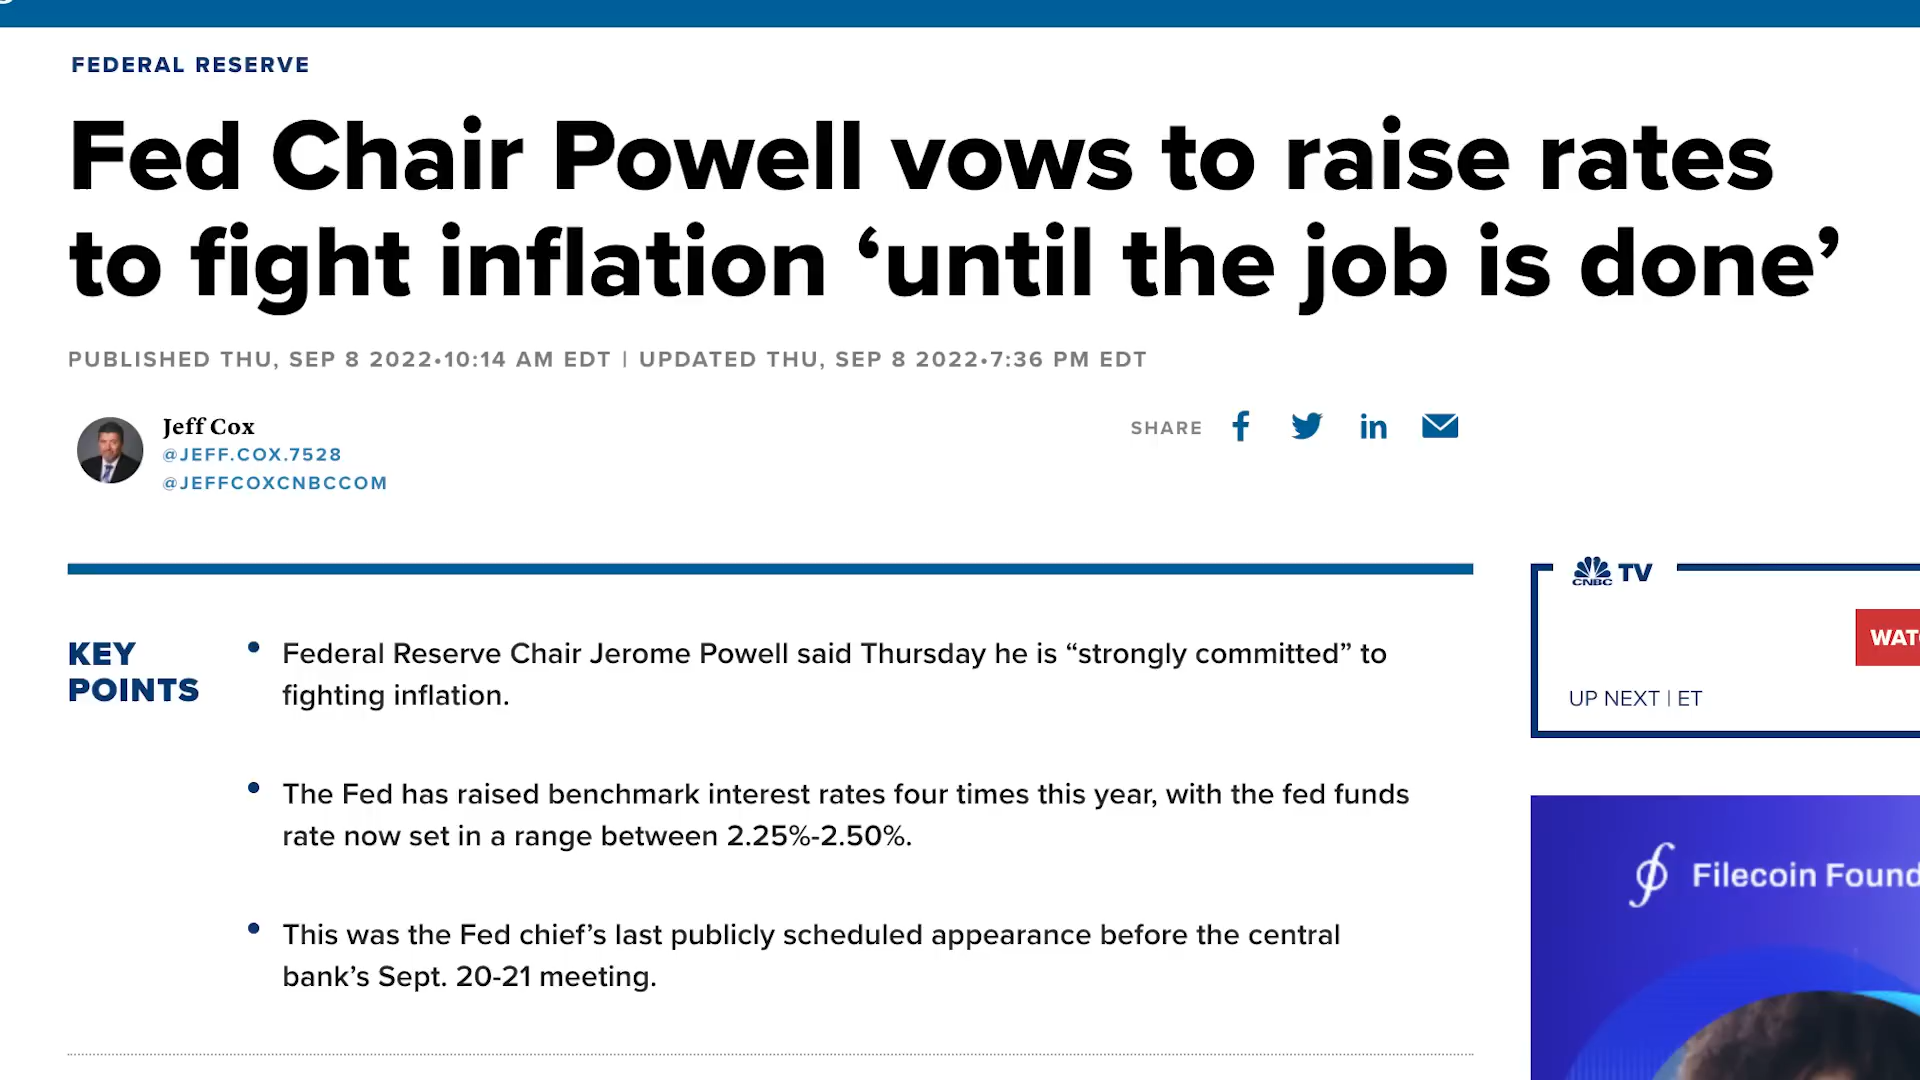 FEDERAL RESERVE
Fed Chair Powell vows to raise rates
to fight inflation ‘until the job is done’
PUBLISHED THU, SEP 8 2022•10:14 AM EDT | UPDATED THU, SEP 8 2022•7:36 PM EDT
Jeff Cox
@JEFF.COX.7528
@JEFFCOXCNBCCOM
SHARE
KEY
POINTS
• Federal Reserve Chair Jerome Powell said Thursday he is “strongly committed” to
fighting inflation.
• The Fed has raised benchmark interest rates four times this year, with the fed funds
rate now set in a range between 2.25%-2.50%.
• This was the Fed chief’s last publicly scheduled appearance before the central
bank’s Sept. 20-21 meeting.
CNBC TV
WAT
UP NEXT | ET
Filecoin Found